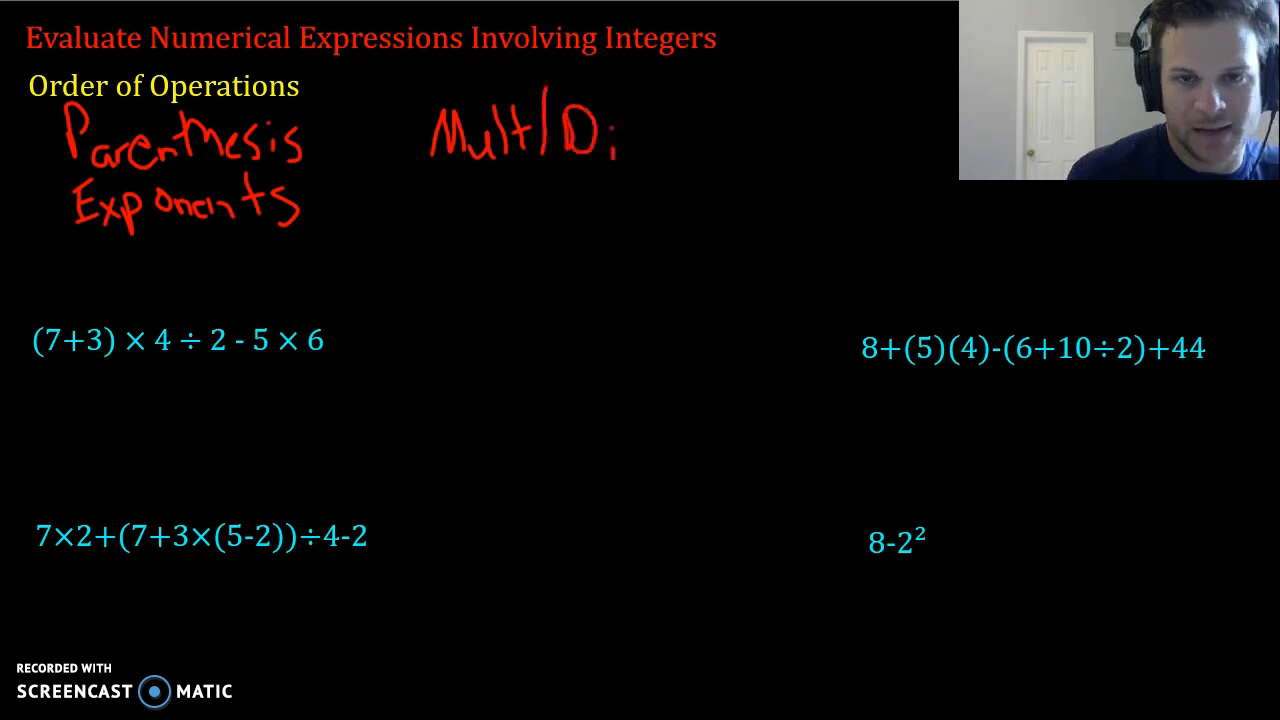 Evaluate Numerical Expressions Involving Integers
Order of Operations
Parenthesis
Exponents
Mult/Di
(7+3) × 4 ÷ 2 - 5 × 6
8+(5)(4)-(6+10÷2)+44
7×2+(7+3×(5-2))÷4-2
8-2²
RECORDED WITH
SCREENCAST MATIC